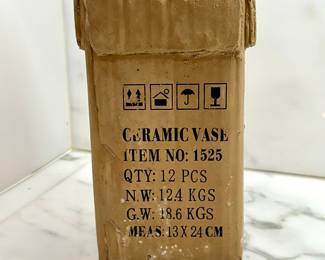 CERAMIC VASE
ITEM NO: 1525
QTY: 12 PCS
N.W: 12.4 KGS
G.W: 18.6 KGS
MEAS: 13 X 24 CM